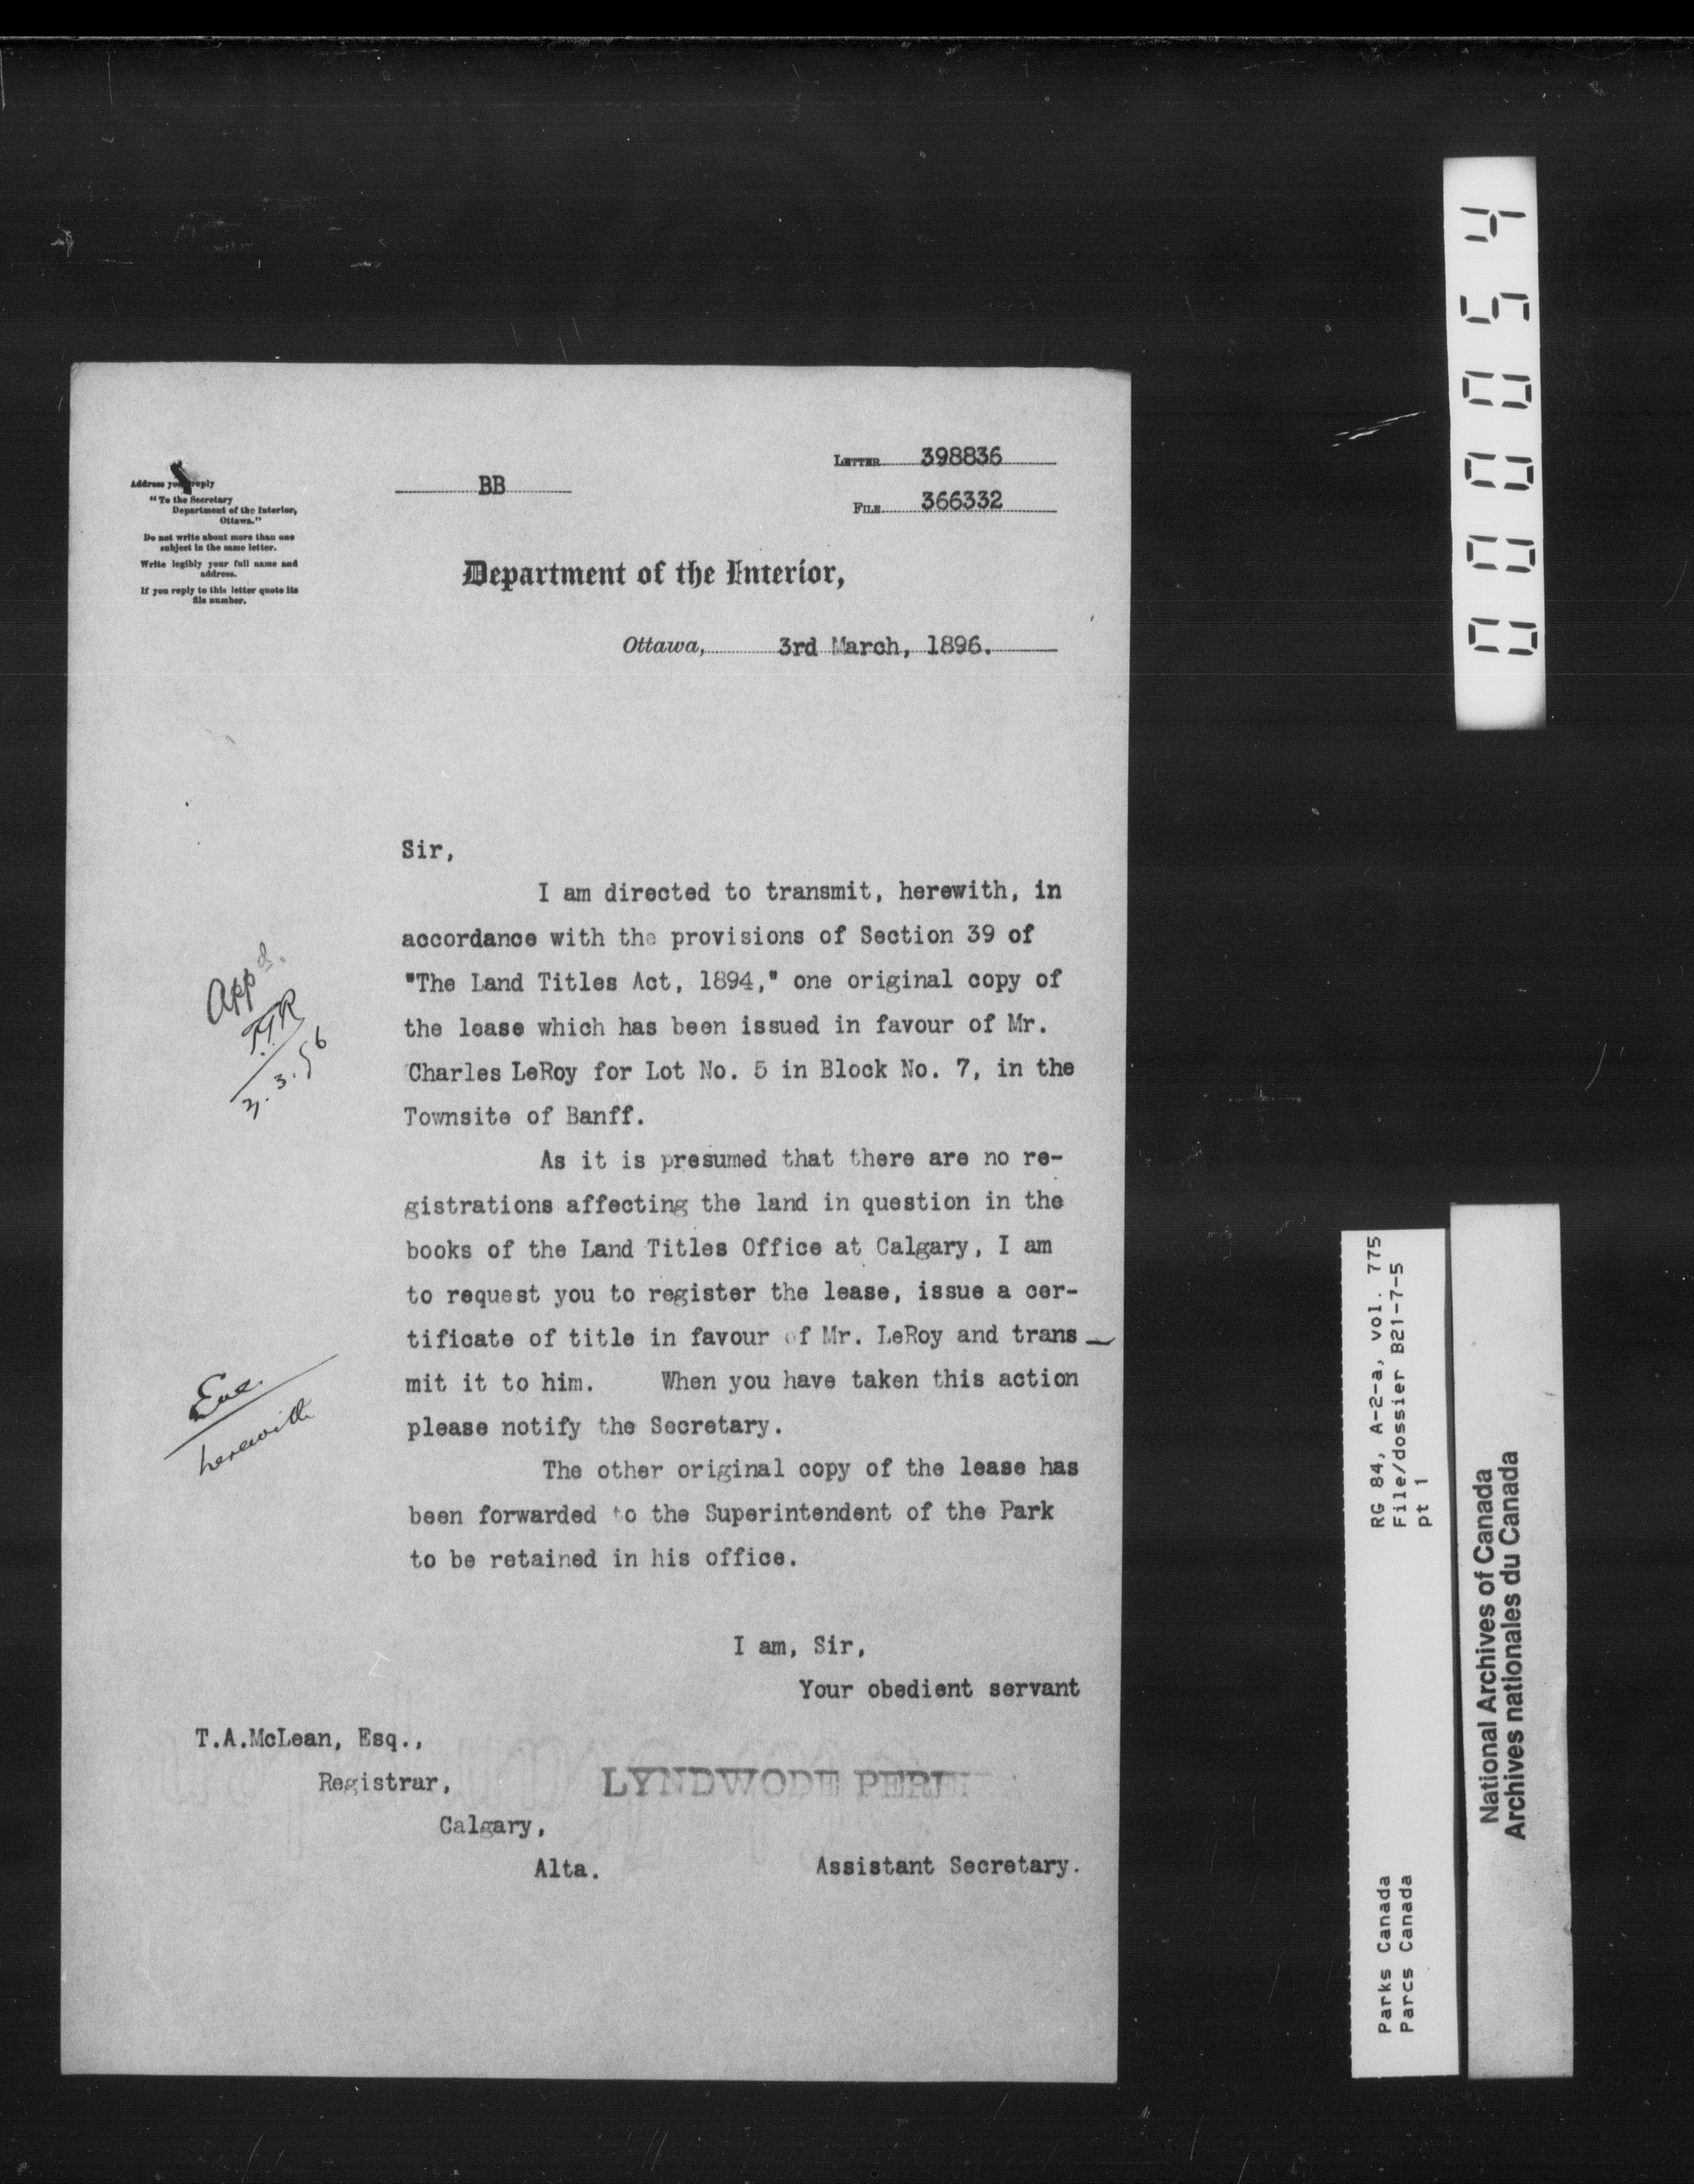 LETTER 398836
BB
FILE 366332
Address your reply
"To the Secretary
Department of the Interior,
Ottawa."
Do not write about more than one
subject in the same letter.
Write legibly your full name and
address.
If you reply to this letter quote its
file number.
Department of the Interior,
Ottawa, 3rd March, 1896.
Sir,
I am directed to transmit, herewith, in
accordance with the provisions of Section 39 of
"The Land Titles Act, 1894," one original copy of
the lease which has been issued in favour of Mr.
Charles LeRoy for Lot No. 5 in Block No. 7, in the
Townsite of Banff.
As it is presumed that there are no re-
gistrations affecting the land in question in the
books of the Land Titles Office at Calgary, I am
to request you to register the lease, issue a cer-
tificate of title in favour of Mr. LeRoy and trans-
mit it to him. When you have taken this action
please notify the Secretary.
The other original copy of the lease has
been forwarded to the Superintendent of the Park
to be retained in his office.
I am, Sir,
Your obedient servant
T.A.McLean, Esq.,
Registrar,
Calgary,
Alta.
LYNDWODE PEREI
Assistant Secretary.
Appd.
herewith
000054
RG 84, A-2-a, vol. 775
File/dossier B21-7-5
pt 1
Parks Canada
Parcs Canada
National Archives of Canada
Archives nationales du Canada